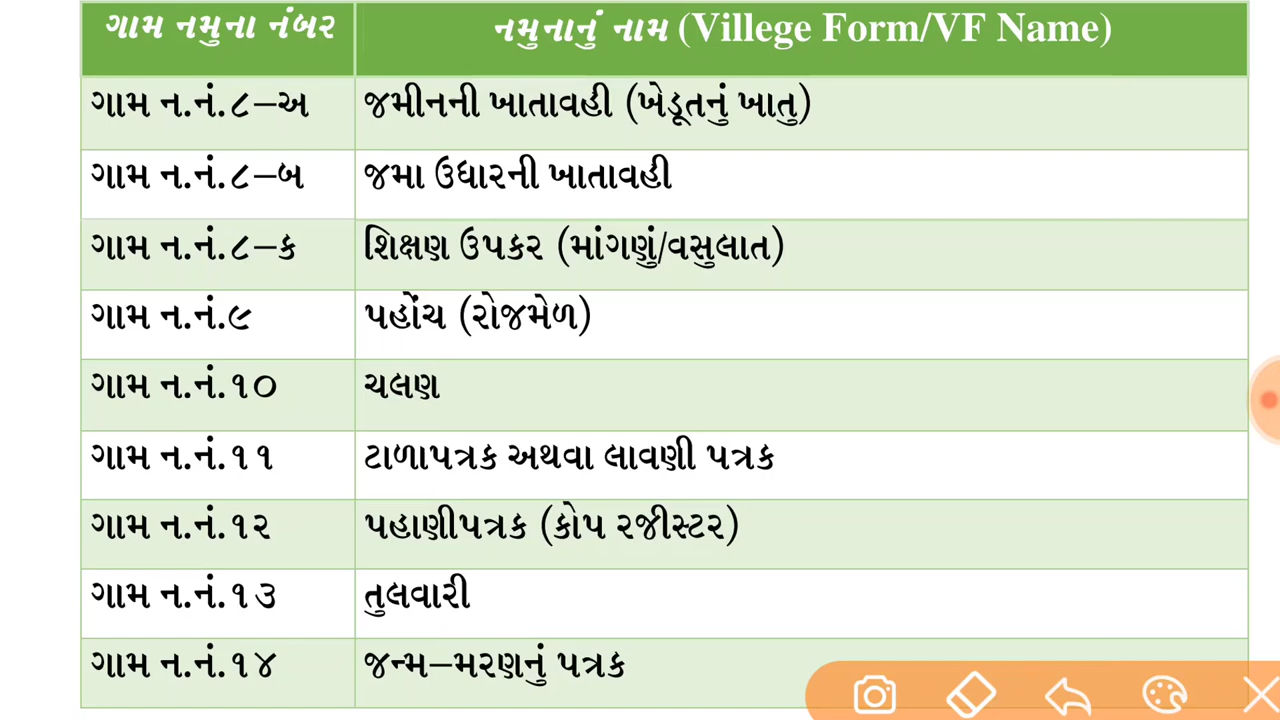 ગામ નમુના નંબર નમુનાનું નામ (Villege Form/VF Name)
ગામ ન.નં.૮–અ જમીનની ખાતાવહી (ખેડૂતનું ખાતુ)
ગામ ન.નં.૮–બ જમા ઉધારની ખાતાવહી
ગામ ન.નં.૮–ક શિક્ષણ ઉપકર (માંગણું/વસુલાત)
ગામ ન.નં.૯ પહોંચ (રોજમેળ)
ગામ ન.નં.૧૦ ચલણ
ગામ ન.નં.૧૧ ટાળાપત્રક અથવા લાવણી પત્રક
ગામ ન.નં.૧૨ પહાણીપત્રક (કોપ રજીસ્ટર)
ગામ ન.નં.૧૩ તુલવારી
ગામ ન.નં.૧૪ જન્મ–મરણનું પત્રક